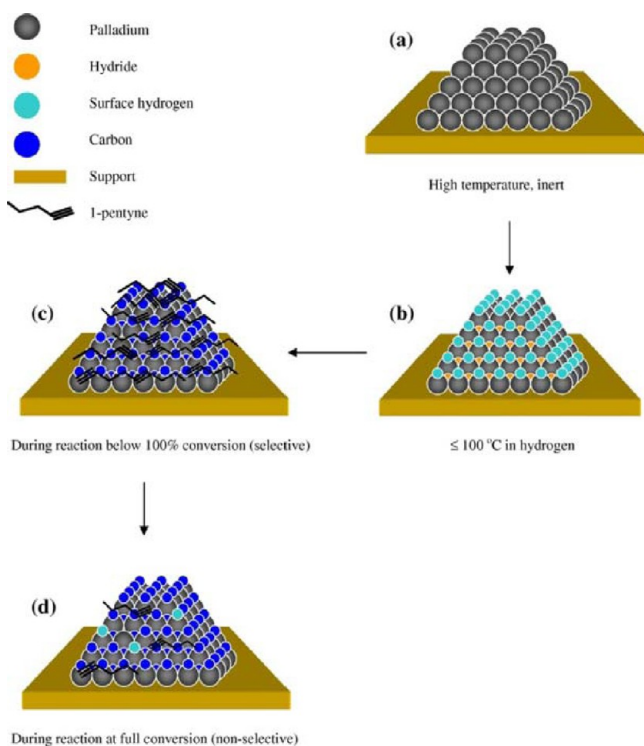 Palladium
Hydride
Surface hydrogen
Carbon
Support
1-pentyne
(a)
High temperature, inert
(b)
≤ 100 °C in hydrogen
(c)
During reaction below 100% conversion (selective)
(d)
During reaction at full conversion (non-selective)